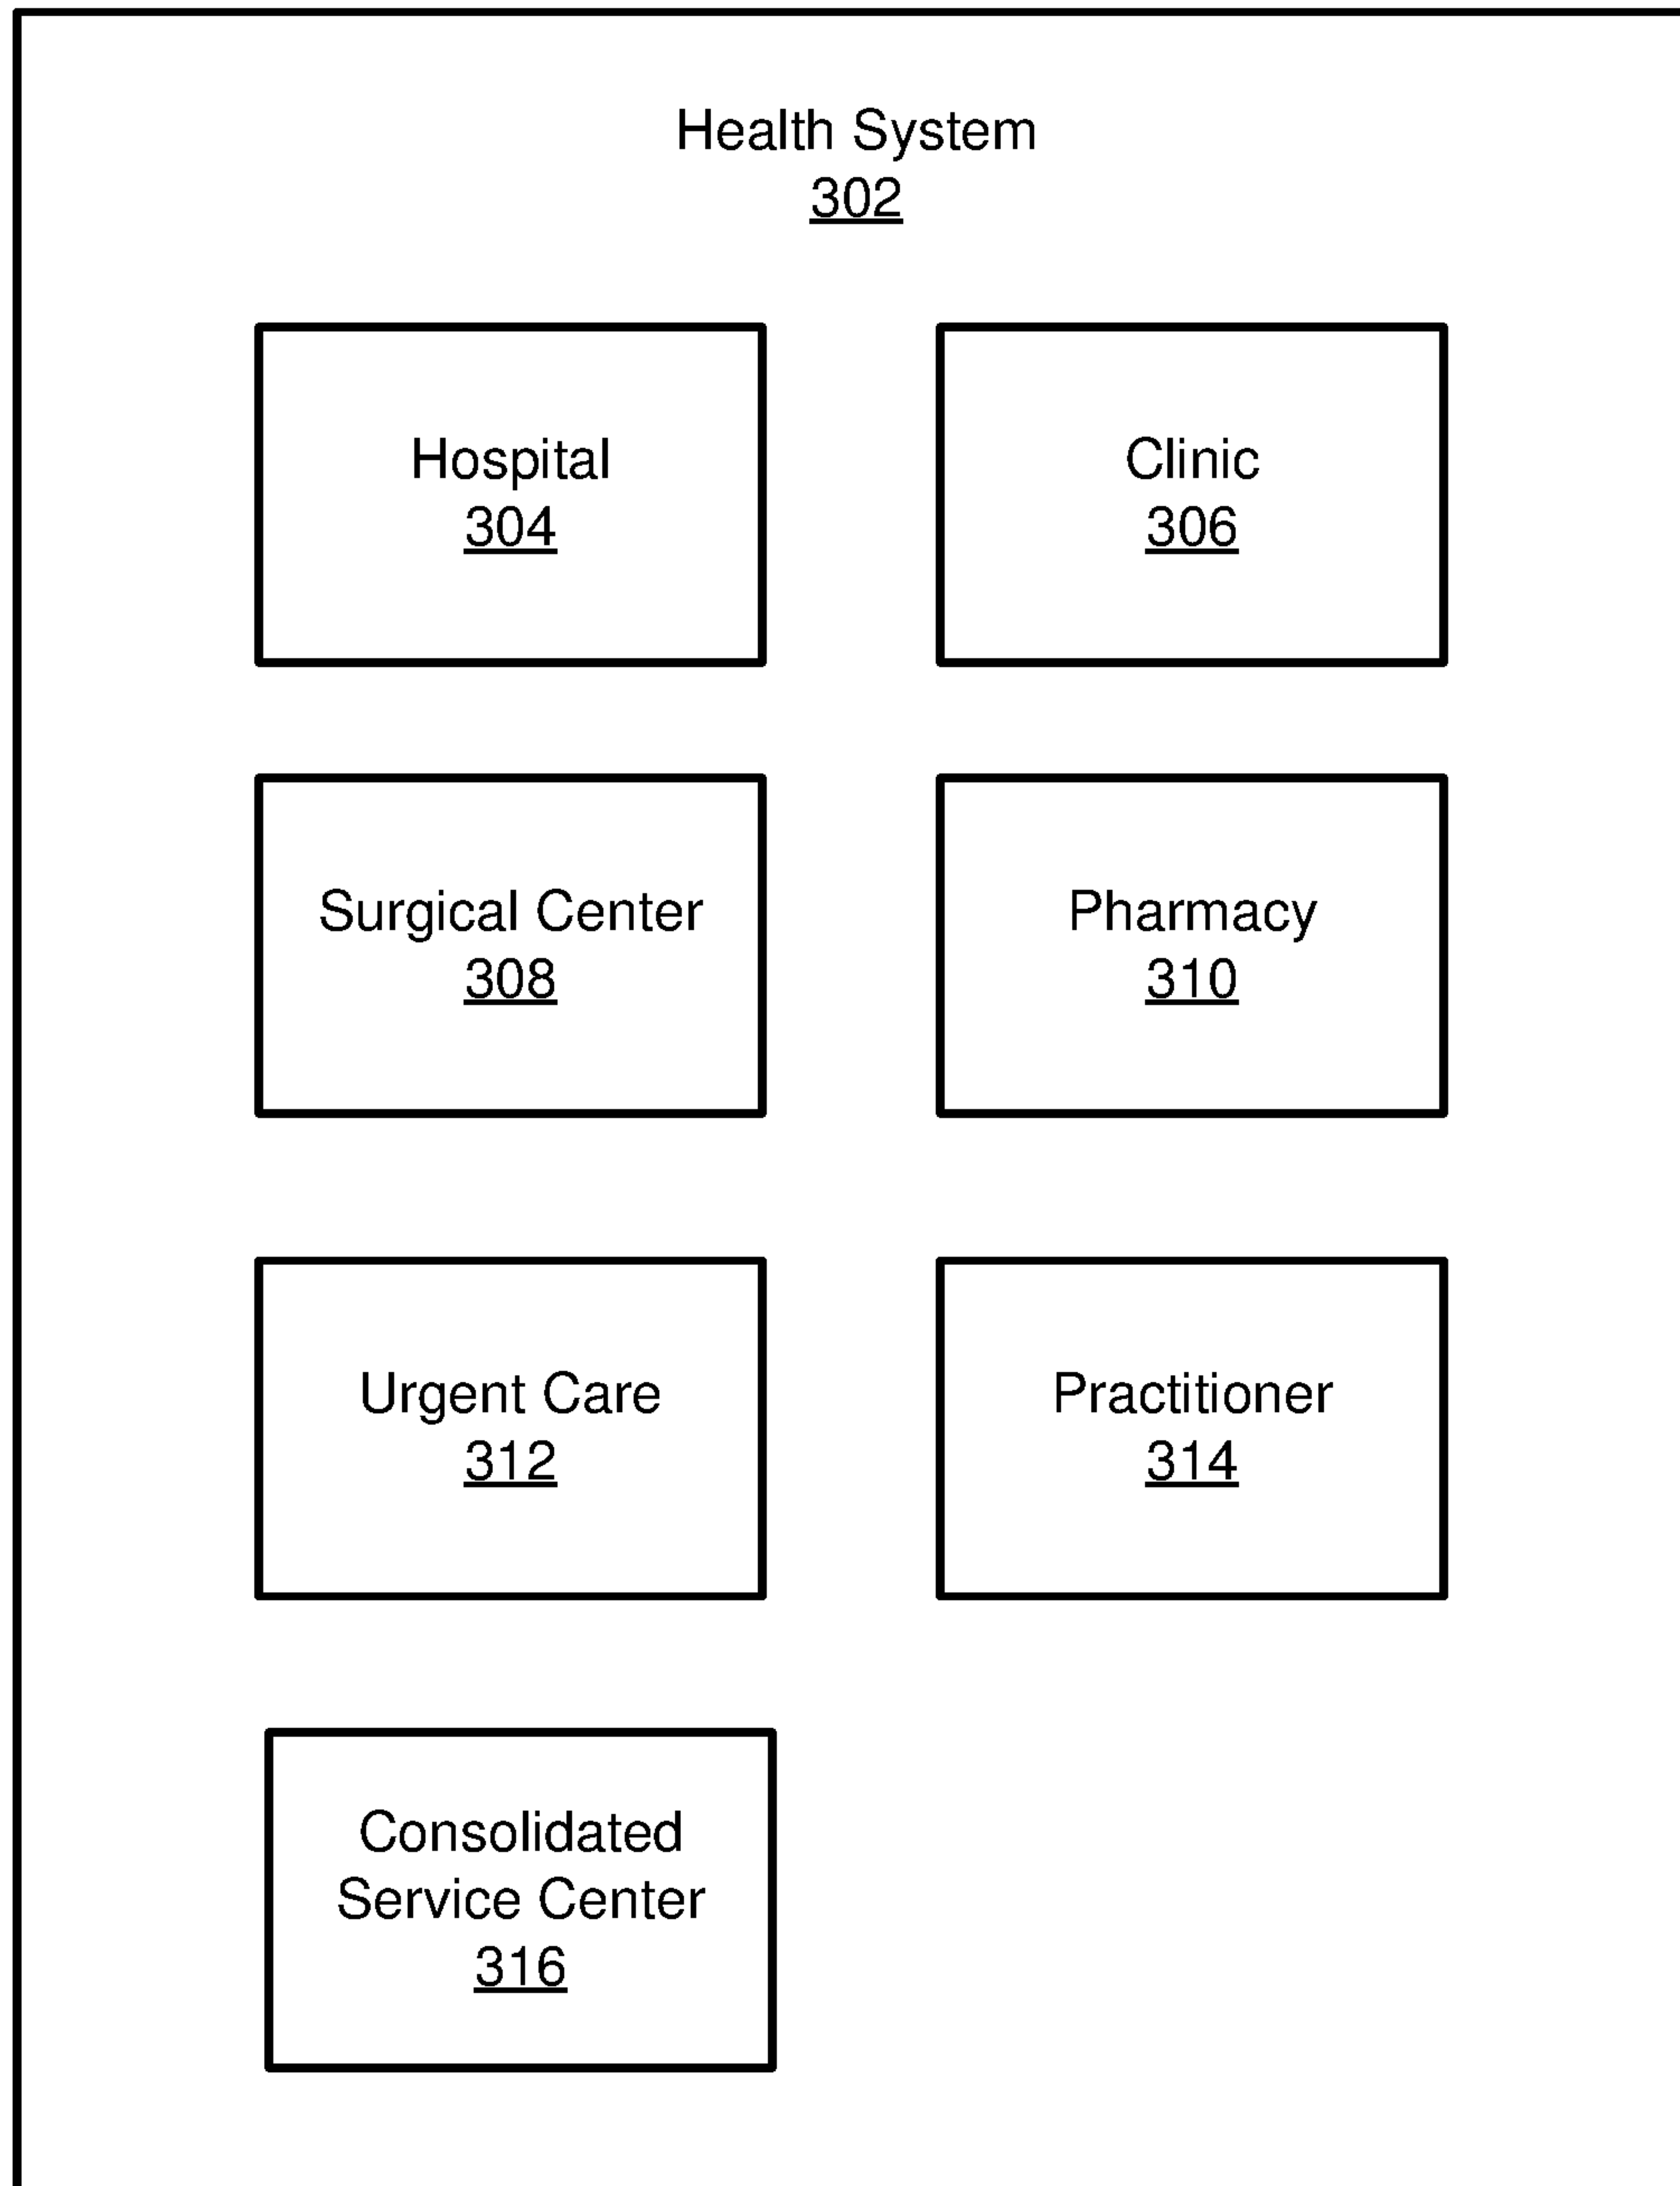 Health System
302
Hospital
304
Clinic
306
Surgical Center
308
Pharmacy
310
Urgent Care
312
Practitioner
314
Consolidated
Service Center
316